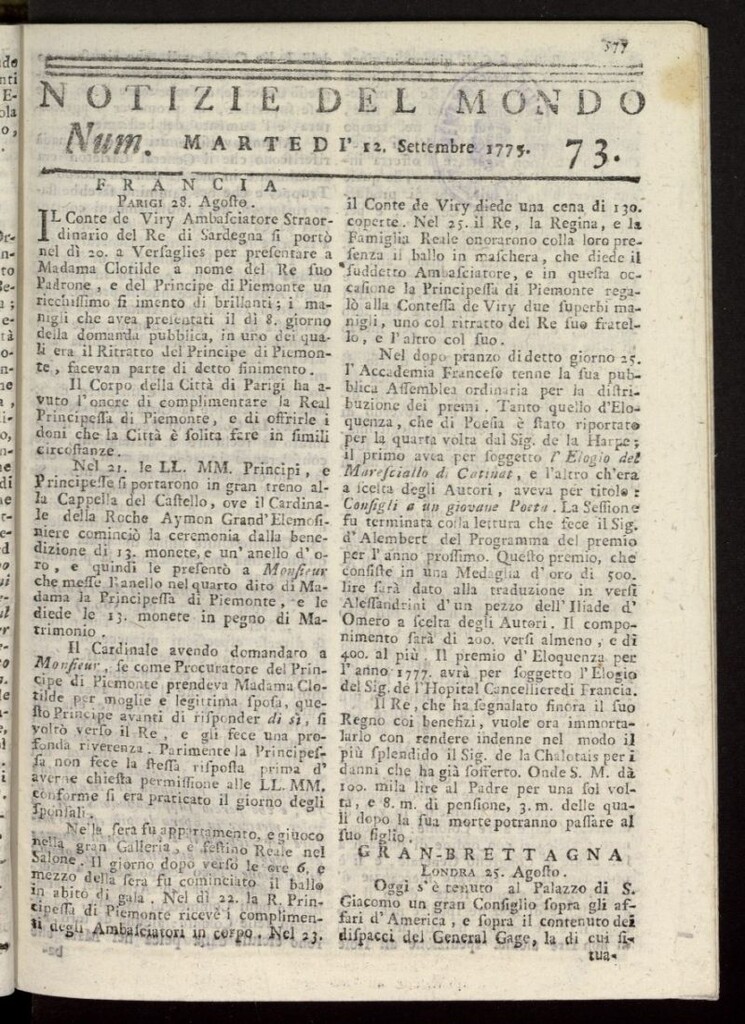 577
NOTIZIE DEL MONDO
Num. MARTEDI' 12. Settembre 1775. 73.
FRANCIA
PARIGI 28. Agosto.
IL Conte de Viry Ambasciatore Straor-
dinario del Re di Sardegna si portò
nel dì 20. a Versaglies per presentare a
Madama Clotilde a nome del Re suo
Padrone, e del Principe di Piemonte un
ricchissimo fi imento di brillanti; i ma-
nigli che avea presentati il dì 8. giorno
della domanda pubblica, in uno dei qua-
li era il Ritratto del Principe di Piemon-
te, facevan parte di detto finimento.
Il Corpo della Città di Parigi ha a-
vuto l'onore di complimentare la Real
Principessa di Piemonte, e di offrirle i
doni che la Città è solita fare in simili
circostanze.
Nel 21. le LL. MM. Principi, e
Principesse si portarono in gran treno al-
la Cappella del Castello, ove il Cardina-
le della Roche Aymon Grand'Elemosi-
niere cominciò la ceremonia dalla bene-
dizione di 13. monete, e un' anello d' o-
ro, e quindi le presentò a Monsieur
che messe l'anello nel quarto dito di Ma-
dama la Principessa di Piemonte, e le
diede le 13. monete in pegno di Ma-
trimonio.
Il Cardinale avendo domandato a
Monsieur, se come Procuratore del Prin-
cipe di Piemonte prendeva Madama Clo-
tilde per moglie e legittima sposa, que-
sto Principe avanti di risponder di sì, si
voltò verso il Re, e gli fece una pro-
fonda riverenza. Parimente la Principes-
sa non fece la stessa risposta prima d'
averne chiesta permissione alle LL. MM.
conforme si era praticato il giorno degli
sponsali.
Nella sera fu appartamento, e giuoco
nella gran Galleria, e festino Reale nel
Salone. Il giorno dopo verso le ore 6, e
mezzo della sera fu cominciato il ballo
in abito di gala. Nel dì 22. la R. Prin-
cipessa di Piemonte ricevè i complimen-
ti degli Ambasciatori in corpo. Nel 23.
il Conte de Viry diede una cena di 130.
coperte. Nel 25. il Re, la Regina, e la
Famiglia Reale onorarono colla loro pre-
senza il ballo in maschera, che diede il
suddetto Ambasciatore, e in questa oc-
casione la Principessa di Piemonte rega-
lò alla Contessa de Viry due superbi ma-
nigli, uno col ritratto del Re suo fratel-
lo, e l'altro col suo.
Nel dopo pranzo di detto giorno 25.
l'Accademia Francese tenne la sua pub-
blica Assemblea ordinaria per la distri-
buzione dei premi. Tanto quello d'Elo-
quenza, che di Poesia è stato riportato
per la quarta volta dal Sig. de la Harpe;
il primo avea per soggetto l'Elogio del
Maresciallo di Catinat, e l'altro ch'era
a scelta degli Autori, aveva per titolo:
Consigli a un giovane Poeta. La Sessione
fu terminata colla lettura che fece il Sig.
d'Alembert del Programma del premio
per l'anno prossimo. Questo premio, che
consiste in una Medaglia d'oro di 500.
lire sarà dato alla traduzione in versi
Alessandrini d'un pezzo dell'Iliade d'
Omero a scelta degli Autori. Il compo-
nimento sarà di 200. versi almeno, e di
400. al più. Il premio d'Eloquenza per
l'anno 1777. avrà per soggetto l'Elogio
del Sig. de l'Hopital Cancelliere di Francia.
Il Re, che ha segnalato finora il suo
Regno coi benefizi, vuole ora immorta-
larlo con rendere indenne nel modo il
più splendido il Sig. de la Chalotais per i
danni che ha già sofferto. Onde S. M. dà
100. mila lire al Padre per una sol vol-
ta, e 8. m. di pensione, 3. m. delle qua-
li dopo la sua morte potranno passare al
suo figlio.
GRAN-BRETTAGNA
LONDRA 25. Agosto.
Oggi s'è tenuto al Palazzo di S.
Giacomo un gran Consiglio sopra gli af-
fari d'America, e sopra il contenuto dei
dispacci del General Gage, la di cui si-
tua-